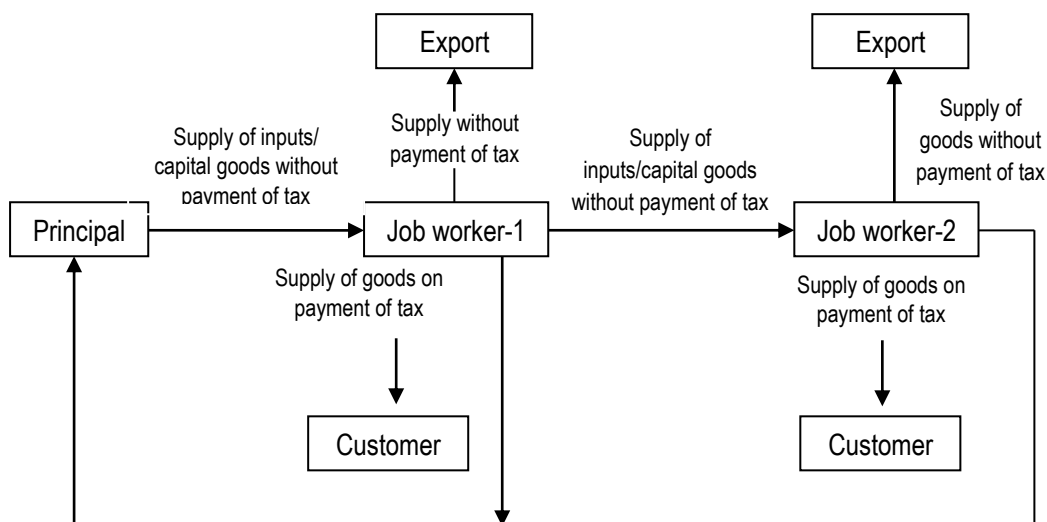 Export
Export
Supply of inputs/
capital goods without
payment of tax
Supply without
payment of tax
Supply of
inputs/capital goods
without payment of tax
Supply of
goods without
payment of tax
Principal
Job worker-1
Job worker-2
Supply of goods on
payment of tax
Supply of goods on
payment of tax
Customer
Customer